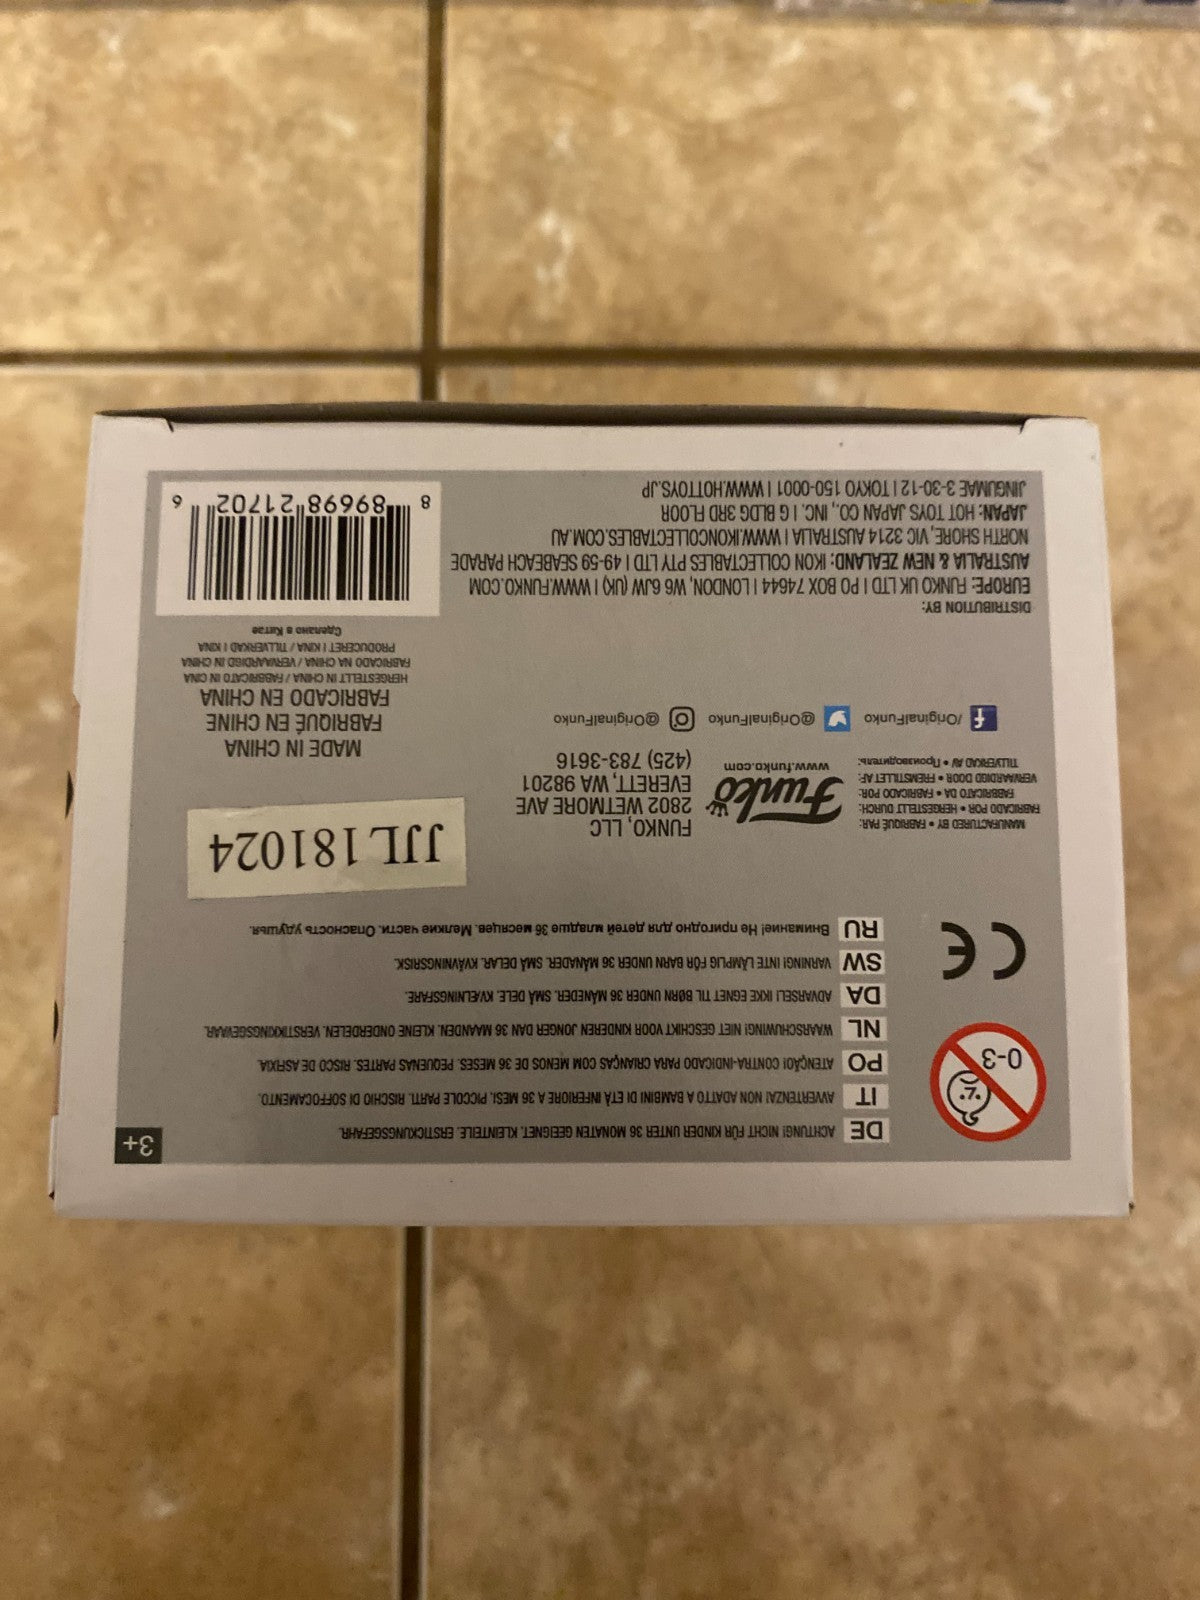 3+
DE ACHTUNG! NICHT FÜR KINDER UNTER 36 MONATEN GEEIGNET. KLEINTEILE. ERSTICKUNGSGEFAHR.
IT AVVERTENZA! NON ADATTO A BAMBINI DI ETÀ INFERIORE A 36 MESI. PICCOLE PARTI. RISCHIO DI SOFFOCAMENTO.
PO ATENÇÃO! CONTRA-INDICADO PARA CRIANÇAS COM MENOS DE 36 MESES. PEQUENAS PARTES. RISCO DE ASFIXIA.
NL WAARSCHUWING! NIET GESCHIKT VOOR KINDEREN JONGER DAN 36 MAANDEN. KLEINE ONDERDELEN. VERSTIKKINGSGEVAAR.
DA ADVARSEL! IKKE EGNET TIL BØRN UNDER 36 MÅNEDER. SMÅ DELE. KVÆLNINGSFARE.
SW VARNING! INTE LÄMPLIG FÖR BARN UNDER 36 MÅNADER. SMÅ DELAR. KVÄVNINGSRISK.
RU Внимание! Не пригодно для детей младше 36 месяцев. Мелкие части. Опасность удушья.
0-3
CE
MANUFACTURED BY • FABRIQUÉ PAR:
FABRICADO POR • HERGESTELLT DURCH:
FABRICATO DA • FABRICADO POR:
VERVAARDIGD DOOR • FREMSTILLET AF:
TILLVERKAD AV • Производитель:
Funko
www.funko.com
FUNKO, LLC
2802 WETMORE AVE
EVERETT, WA 98201
(425) 783-3616
JJL181024
/OriginalFunko @OriginalFunko @OriginalFunko
MADE IN CHINA
FABRIQUÉ EN CHINE
FABRICADO EN CHINA
HERGESTELLT IN CHINA / FABBRICATO IN CINA
FABRICADO NA CHINA / VERVAARDIGD IN CHINA
PRODUCERET I KINA / TILLVERKAD I KINA
Сделано в Китае
DISTRIBUTION BY:
EUROPE: FUNKO UK LTD | PO BOX 74644 | LONDON, W6 6JW (UK) | WWW.FUNKO.COM
AUSTRALIA & NEW ZEALAND: IKON COLLECTABLES PTY LTD | 49-59 SEABEACH PARADE
NORTH SHORE, VIC 3214 AUSTRALIA | WWW.IKONCOLLECTABLES.COM.AU
JAPAN: HOT TOYS JAPAN CO., INC. | G BLDG 3RD FLOOR
JINGUMAE 3-30-12 | TOKYO 150-0001 | WWW.HOTTOYS.JP
8 89698 21702 6